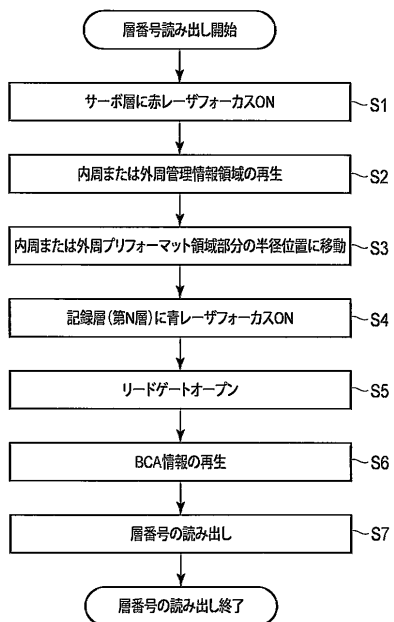 層番号読み出し開始
サーボ層に赤レーザフォーカスON
S1
内周または外周管理情報領域の再生
S2
内周または外周プリフォーマット領域部分の半径位置に移動
S3
記録層(第N層)に青レーザフォーカスON
S4
リードゲートオープン
S5
BCA情報の再生
S6
層番号の読み出し
S7
層番号の読み出し終了